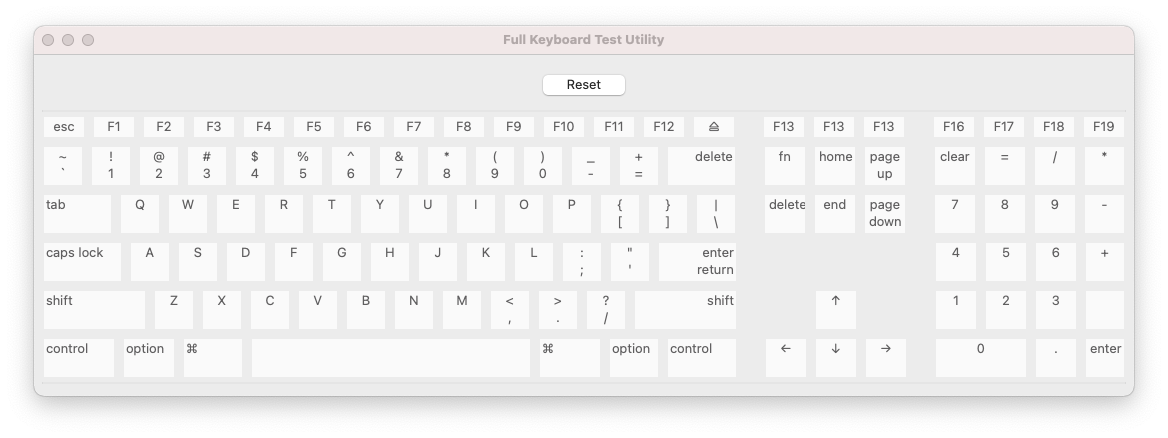 Full Keyboard Test Utility
Reset
esc F1 F2 F3 F4 F5 F6 F7 F8 F9 F10 F11 F12 ⏏ F13 F13 F13 F16 F17 F18 F19
~ ! @ # $ % ^ & * ( ) _ + delete fn home page clear = / *
` 1 2 3 4 5 6 7 8 9 0 - = up
tab Q W E R T Y U I O P { } | delete end page 7 8 9 -
[ ] \ down
caps lock A S D F G H J K L : " enter 4 5 6 +
; ' return
shift Z X C V B N M < > ? shift ↑ 1 2 3
, . /
control option ⌘ ⌘ option control ← ↓ → 0 . enter